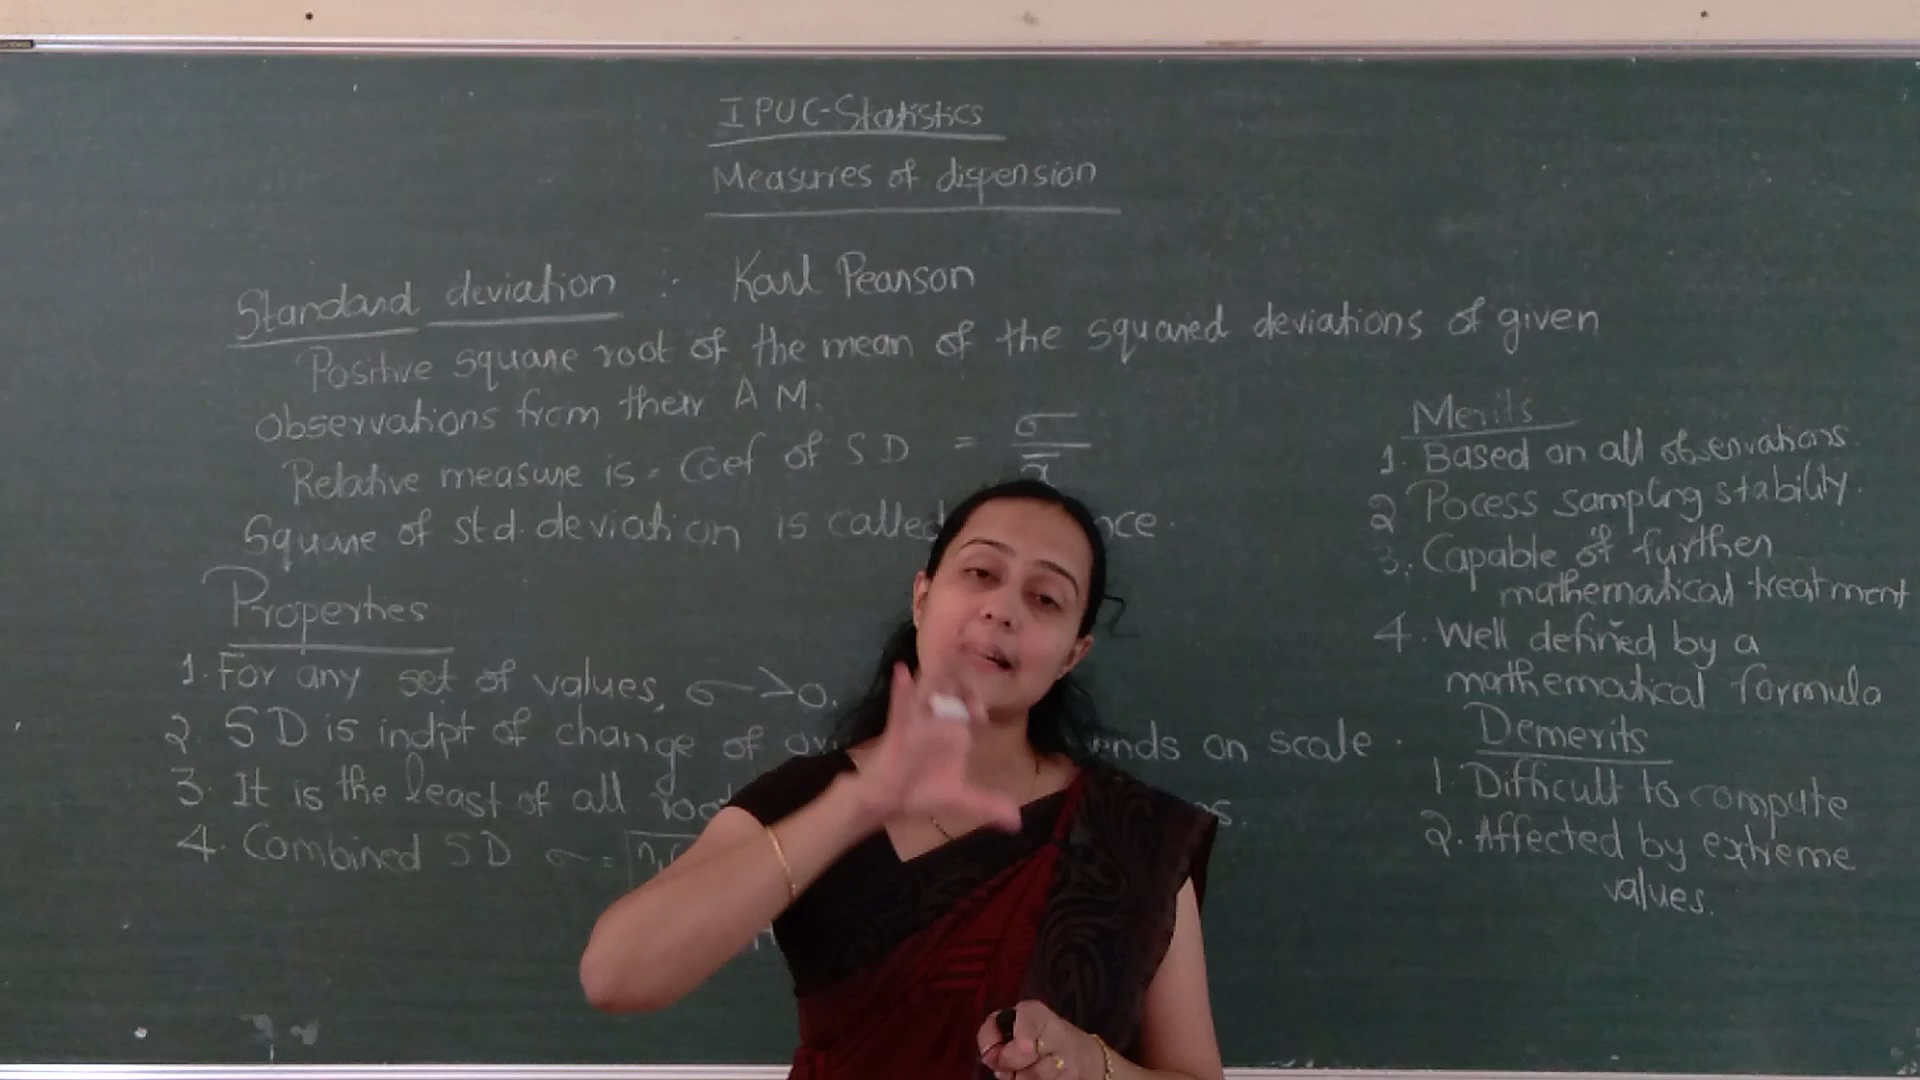 I PUC-Statistics
Measures of dispersion
Standard deviation : Karl Pearson
Positive square root of the mean of the squared deviations of given
observations from their A M.
Relative measure is. Coef of S D = σ / x̄
Square of std. deviation is called
Properties
1. For any set of values, σ > 0.
2. S D is indpt of change of on scale.
3. It is the least of all
4. Combined S D σ =
Merits
1. Based on all observations.
2 Pocess sampling stability.
3. Capable of further
mathematical treatment
4. Well defined by a
mathematical formula
Demerits
1. Difficult to compute
2. Affected by extreme
values.